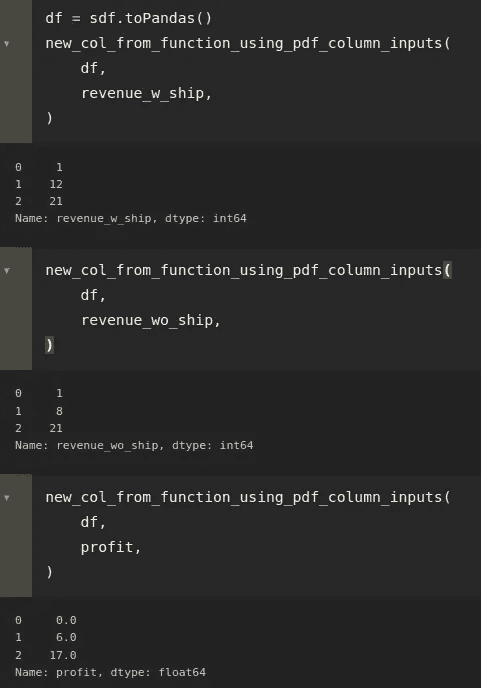 df = sdf.toPandas()
new_col_from_function_using_pdf_column_inputs(
    df,
    revenue_w_ship,
)
0     1
1    12
2    21
Name: revenue_w_ship, dtype: int64
new_col_from_function_using_pdf_column_inputs(
    df,
    revenue_wo_ship,
)
0     1
1     8
2    21
Name: revenue_wo_ship, dtype: int64
new_col_from_function_using_pdf_column_inputs(
    df,
    profit,
)
0     0.0
1     6.0
2    17.0
Name: profit, dtype: float64